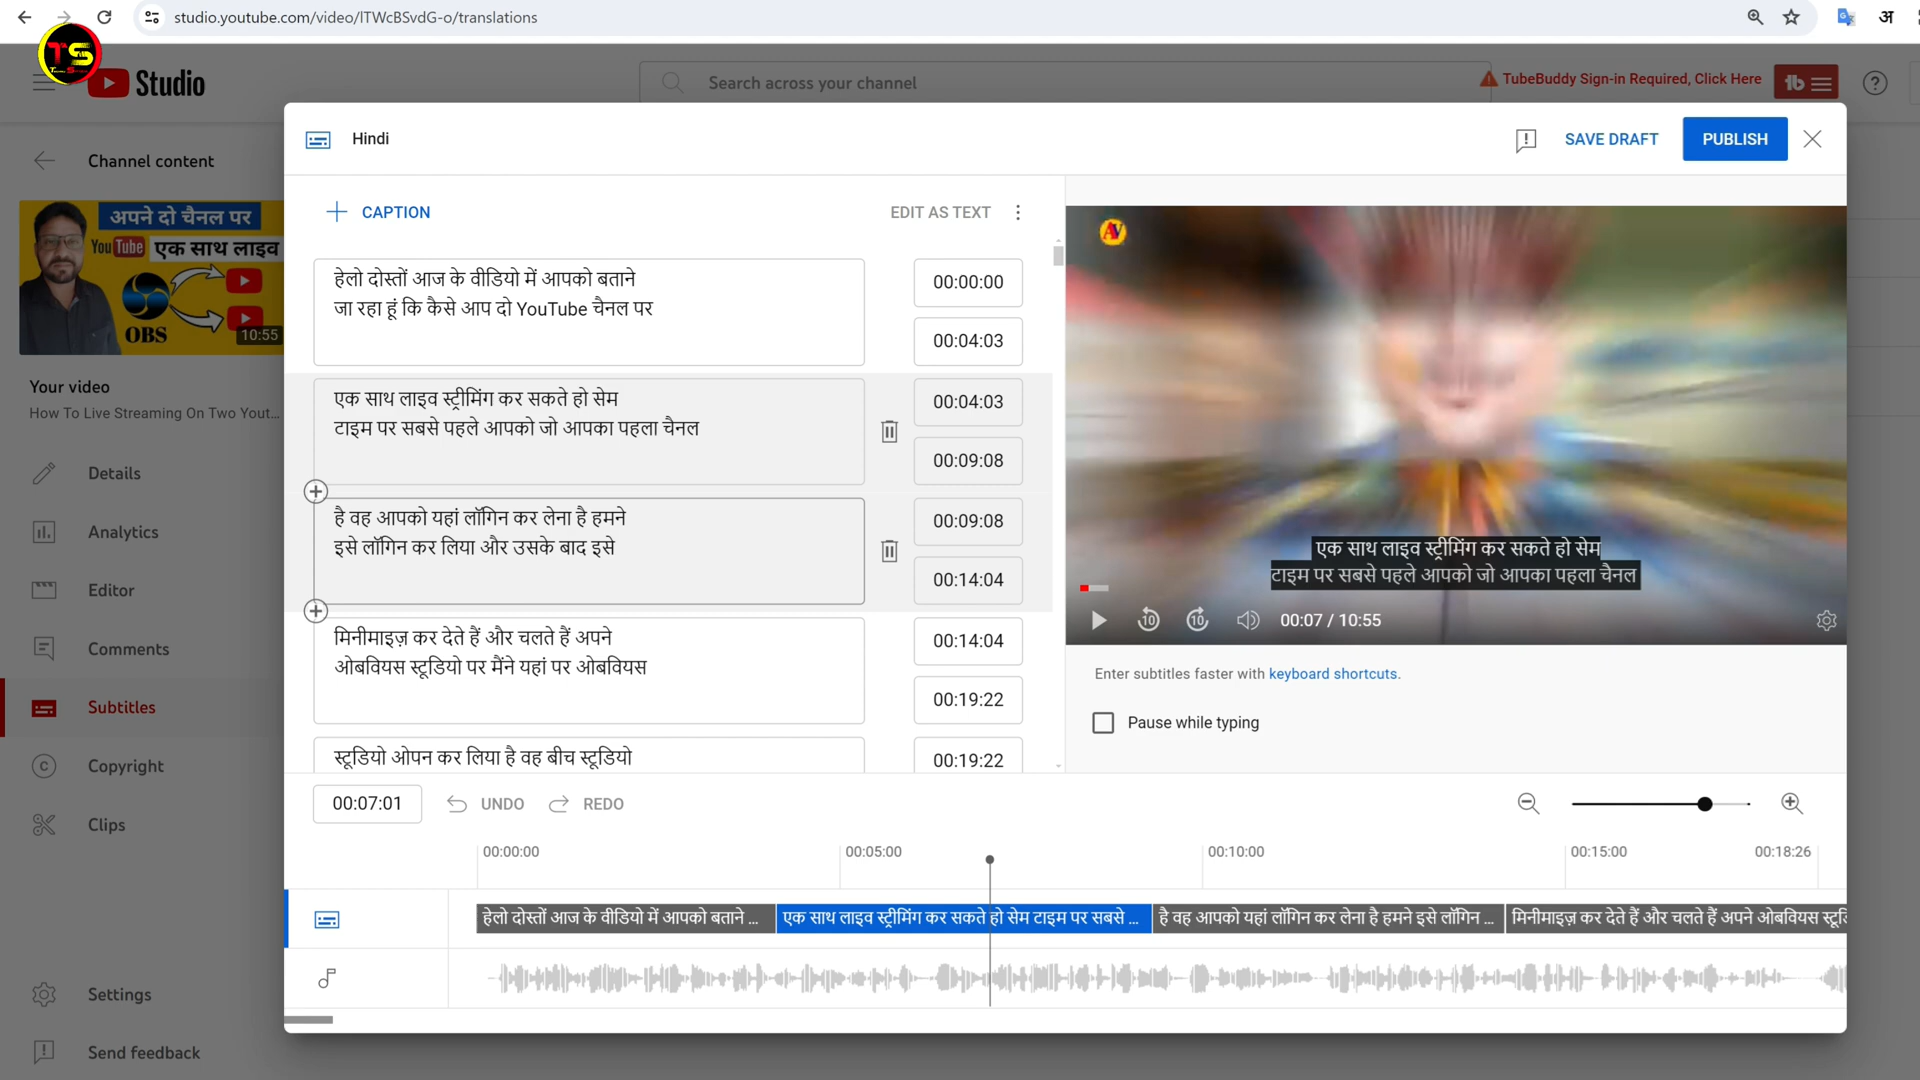 studio.youtube.com/video/lTWcBSvdG-o/translations
TS
Studio
Search across your channel
TubeBuddy Sign-in Required, Click Here
tb
Channel content
अपने दो चैनल पर
YouTube एक साथ लाइव
OBS
10:55
Your video
How To Live Streaming On Two Yout...
Details
Analytics
Editor
Comments
Subtitles
Copyright
Clips
Settings
Send feedback
Hindi
SAVE DRAFT
PUBLISH
CAPTION
EDIT AS TEXT
हेलो दोस्तों आज के वीडियो में आपको बताने
जा रहा हूं कि कैसे आप दो YouTube चैनल पर
00:00:00
00:04:03
एक साथ लाइव स्ट्रीमिंग कर सकते हो सेम
टाइम पर सबसे पहले आपको जो आपका पहला चैनल
00:04:03
00:09:08
है वह आपको यहां लॉगिन कर लेना है हमने
इसे लॉगिन कर लिया और उसके बाद इसे
00:09:08
00:14:04
मिनीमाइज़ कर देते हैं और चलते हैं अपने
ओबवियस स्टूडियो पर मैंने यहां पर ओबवियस
00:14:04
00:19:22
स्टूडियो ओपन कर लिया है वह बीच स्टूडियो
00:19:22
AV
एक साथ लाइव स्ट्रीमिंग कर सकते हो सेम
टाइम पर सबसे पहले आपको जो आपका पहला चैनल
10
10
00:07 / 10:55
Enter subtitles faster with keyboard shortcuts.
Pause while typing
00:07:01
UNDO
REDO
00:00:00
00:05:00
00:10:00
00:15:00
00:18:26
हेलो दोस्तों आज के वीडियो में आपको बताने ...
एक साथ लाइव स्ट्रीमिंग कर सकते हो सेम टाइम पर सबसे ...
है वह आपको यहां लॉगिन कर लेना है हमने इसे लॉगिन ...
मिनीमाइज़ कर देते हैं और चलते हैं अपने ओबवियस